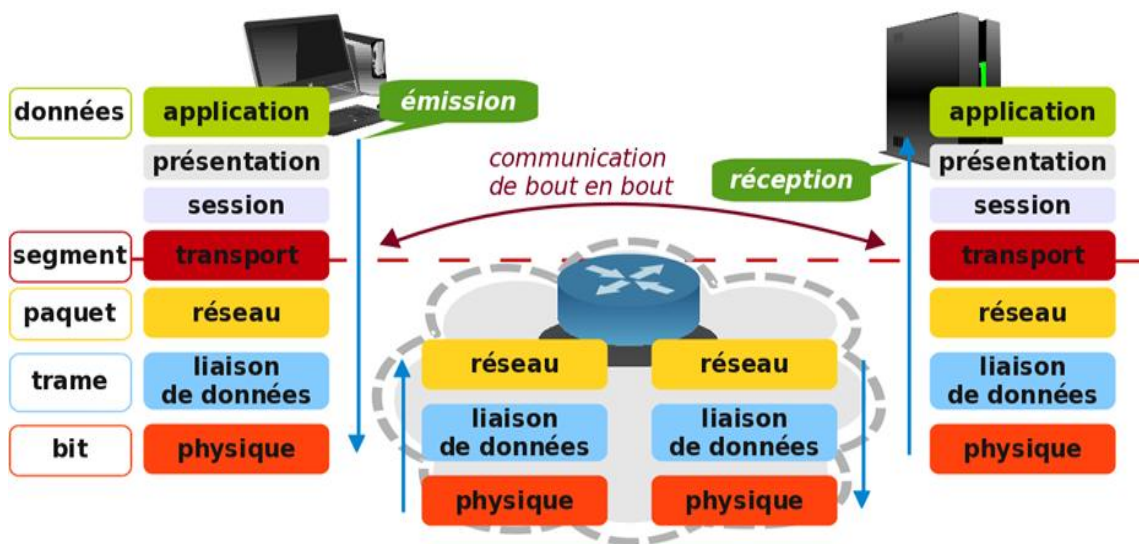 données
application
émission
application
présentation
communication
de bout en bout
réception
présentation
session
session
segment
transport
transport
paquet
réseau
réseau
réseau
réseau
trame
liaison
de données
liaison
de données
liaison
de données
liaison
de données
bit
physique
physique
physique
physique